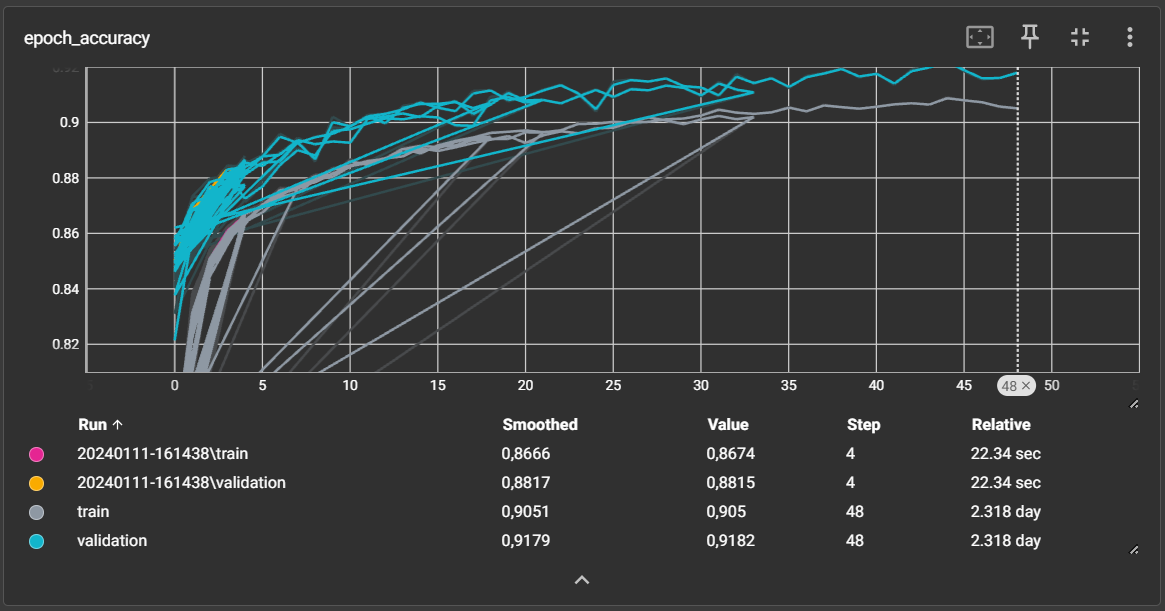 epoch_accuracy
0.92
0.9
0.88
0.86
0.84
0.82
0 5 10 15 20 25 30 35 40 45 48 × 50
Run ↑ Smoothed Value Step Relative
20240111-161438\train 0,8666 0,8674 4 22.34 sec
20240111-161438\validation 0,8817 0,8815 4 22.34 sec
train 0,9051 0,905 48 2.318 day
validation 0,9179 0,9182 48 2.318 day